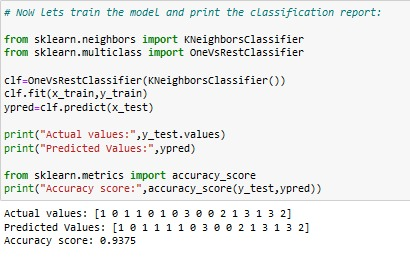 # Now lets train the model and print the classification report:
from sklearn.neighbors import KNeighborsClassifier
from sklearn.multiclass import OneVsRestClassifier
clf=OneVsRestClassifier(KNeighborsClassifier())
clf.fit(x_train,y_train)
ypred=clf.predict(x_test)
print("Actual values:",y_test.values)
print("Predicted Values:",ypred)
from sklearn.metrics import accuracy_score
print("Accuracy score:",accuracy_score(y_test,ypred))
Actual values: [1 0 1 1 0 1 0 3 0 0 2 1 3 1 3 2]
Predicted Values: [1 0 1 1 1 1 0 3 0 0 2 1 3 1 3 2]
Accuracy score: 0.9375